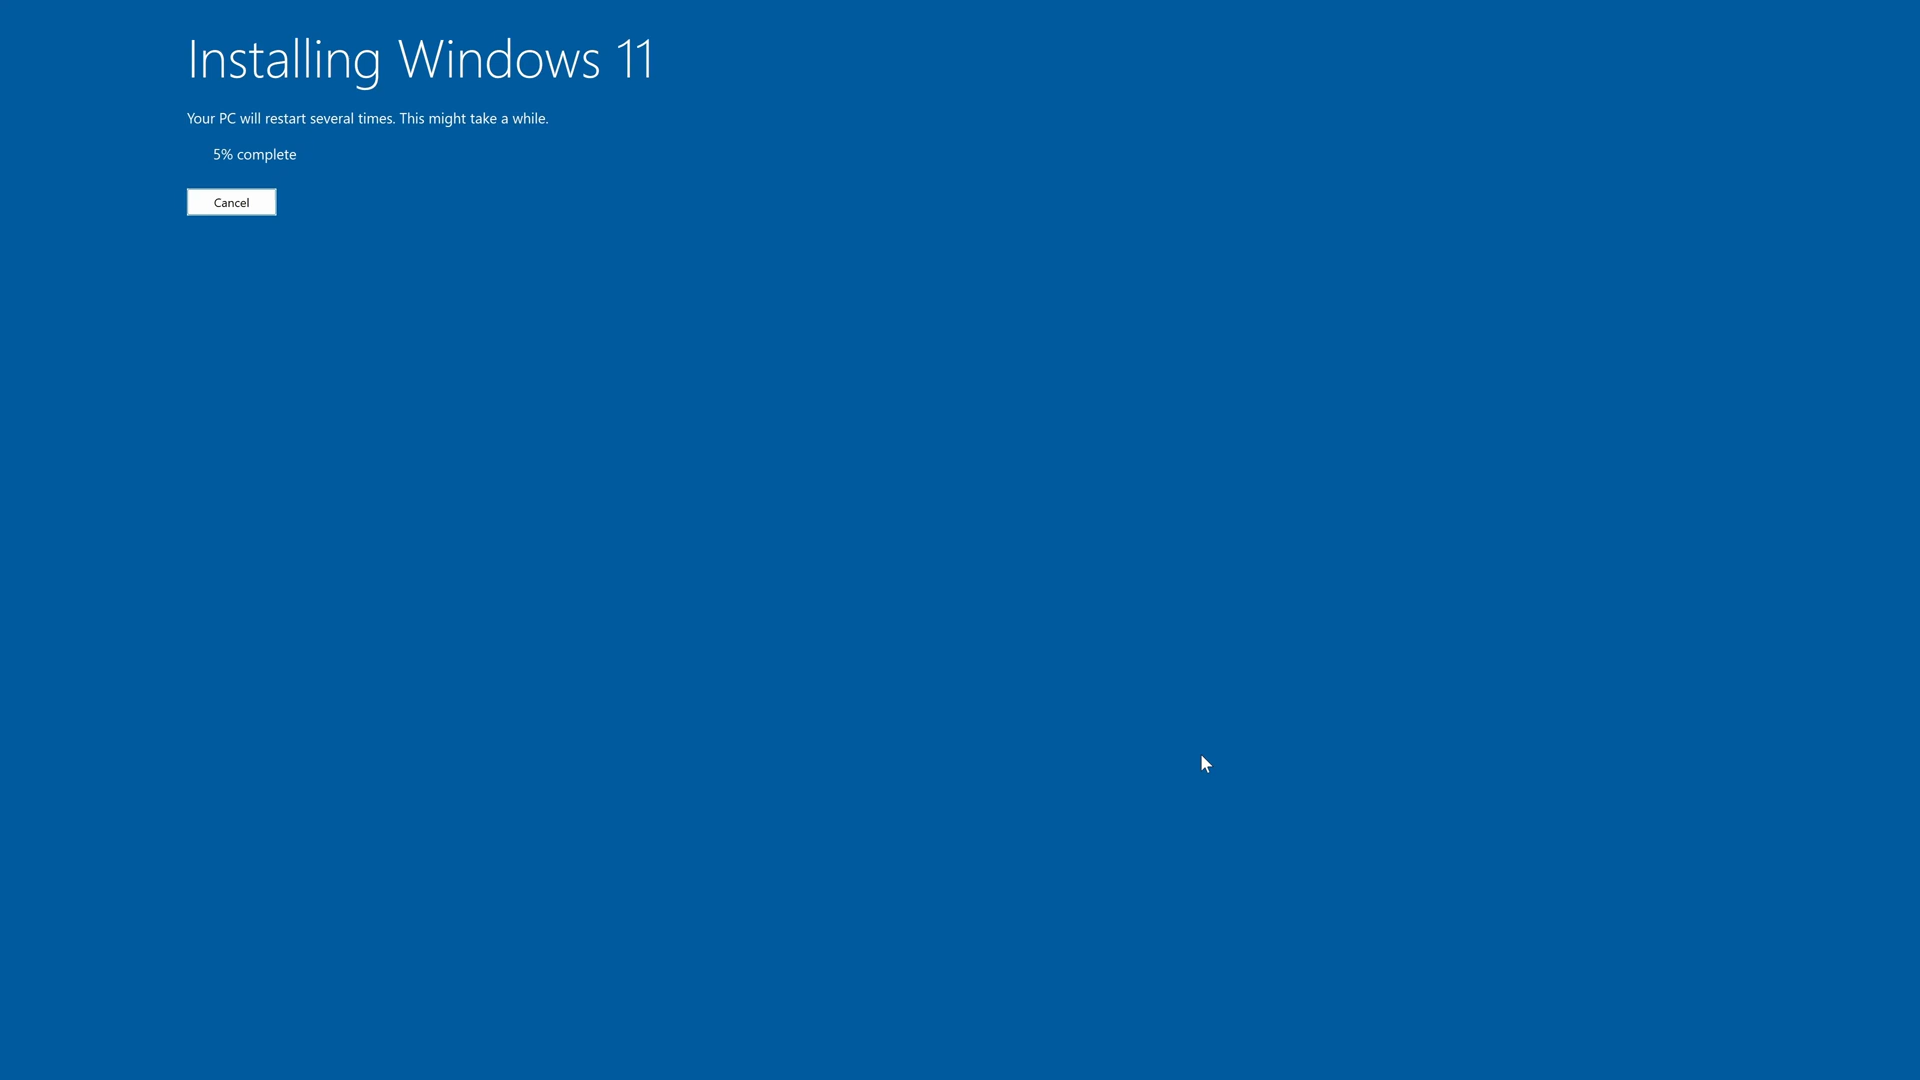 Installing Windows 11
Your PC will restart several times. This might take a while.
5% complete
Cancel